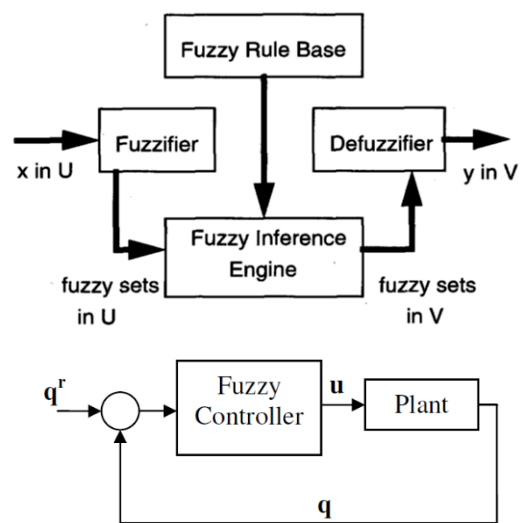 Fuzzy Rule Base
Fuzzifier
Defuzzifier
x in U
y in V
Fuzzy Inference
Engine
fuzzy sets
in U
fuzzy sets
in V
q^r
Fuzzy
Controller
u
Plant
q